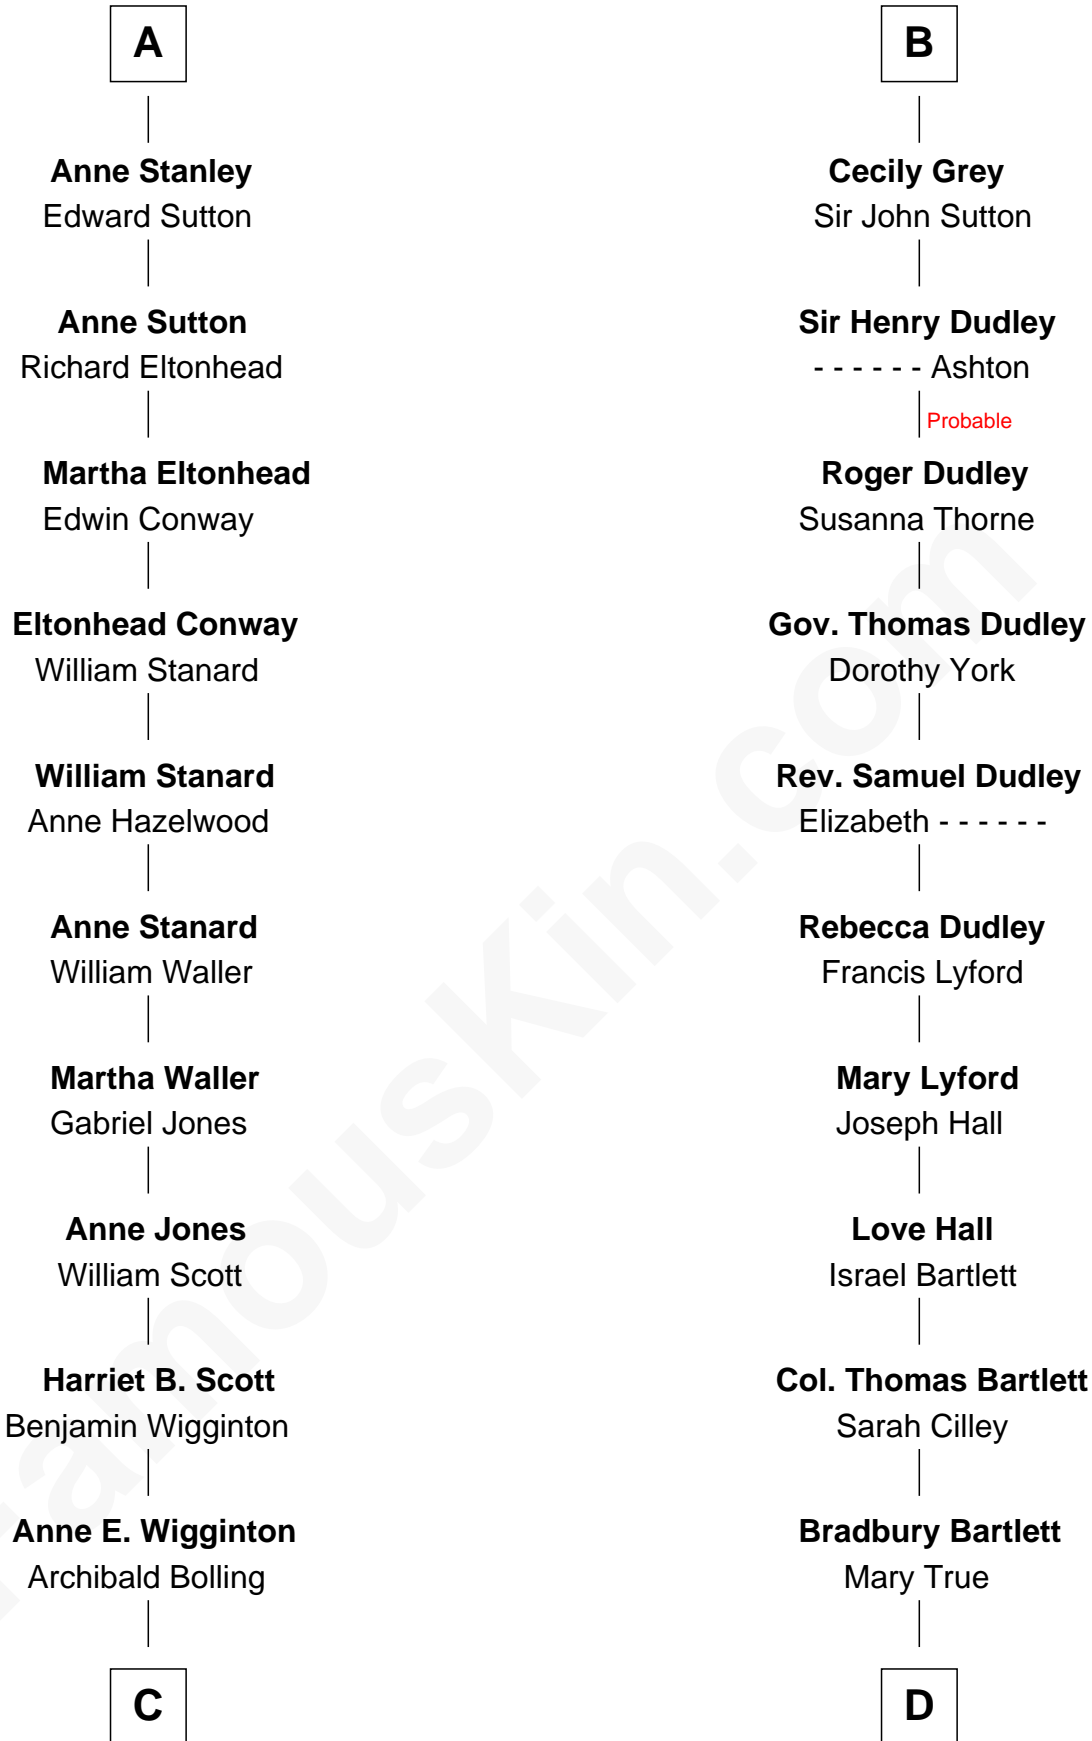 A
Anne Stanley
Edward Sutton
Anne Sutton
Richard Eltonhead
Martha Eltonhead
Edwin Conway
Eltonhead Conway
William Stanard
William Stanard
Anne Hazelwood
Anne Stanard
William Waller
Martha Waller
Gabriel Jones
Anne Jones
William Scott
Harriet B. Scott
Benjamin Wigginton
Anne E. Wigginton
Archibald Bolling
C
B
Cecily Grey
Sir John Sutton
Sir Henry Dudley
- - - - - - Ashton
Probable
Roger Dudley
Susanna Thorne
Gov. Thomas Dudley
Dorothy York
Rev. Samuel Dudley
Elizabeth - - - - - -
Rebecca Dudley
Francis Lyford
Mary Lyford
Joseph Hall
Love Hall
Israel Bartlett
Col. Thomas Bartlett
Sarah Cilley
Bradbury Bartlett
Mary True
D
FamousKin.com